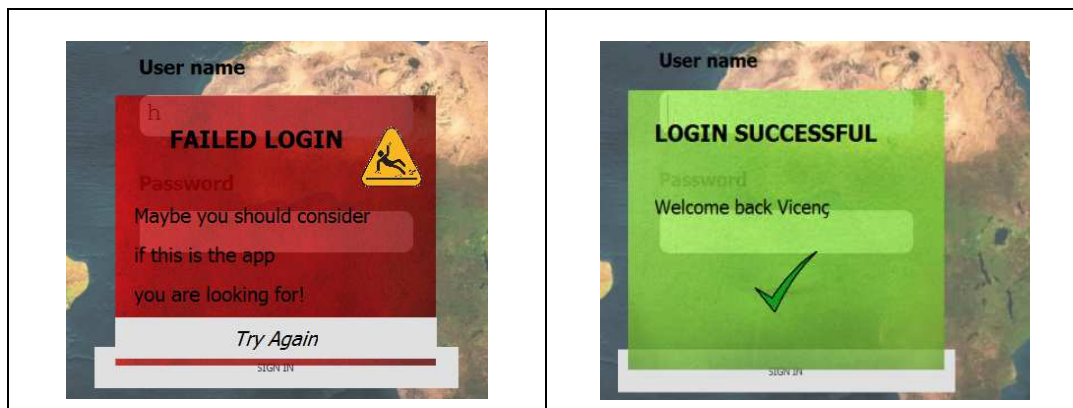 User name
h
FAILED LOGIN
Password
Maybe you should consider
if this is the app
you are looking for!
Try Again
SIGN IN
User name
LOGIN SUCCESSFUL
Password
Welcome back Vicenç
SIGN IN